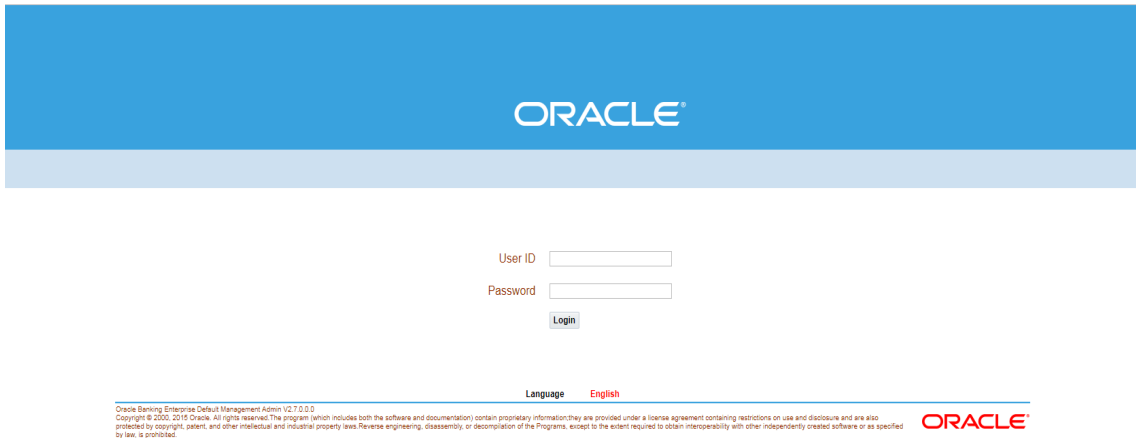 ORACLE®
User ID
Password
Login
Language English
Oracle Banking Enterprise Default Management Admin V2.7.0.0.0
Copyright © 2000, 2015 Oracle. All rights reserved.The program (which includes both the software and documentation) contain proprietary information;they are provided under a license agreement containing restrictions on use and disclosure and are also
protected by copyright, patent, and other intellectual and industrial property laws.Reverse engineering, disassembly, or decompilation of the Programs, except to the extent required to obtain interoperability with other independently created software or as specified
by law, is prohibited.
ORACLE®